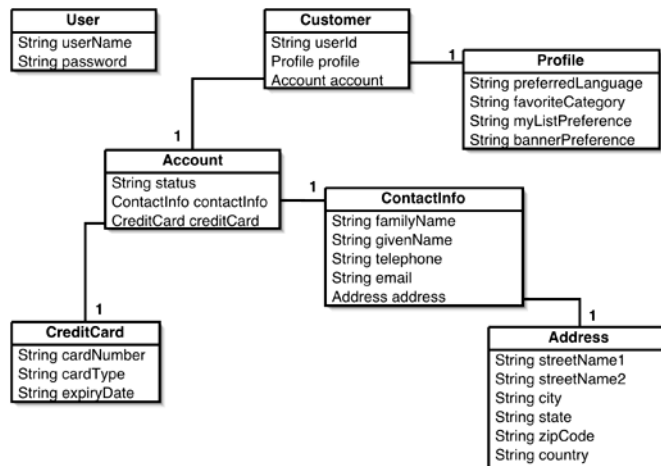 User
String userName
String password
Customer
String userId
Profile profile
Account account
1
Profile
String preferredLanguage
String favoriteCategory
String myListPreference
String bannerPreference
1
Account
String status
ContactInfo contactInfo
CreditCard creditCard
1
ContactInfo
String familyName
String givenName
String telephone
String email
Address address
1
CreditCard
String cardNumber
String cardType
String expiryDate
1
Address
String streetName1
String streetName2
String city
String state
String zipCode
String country